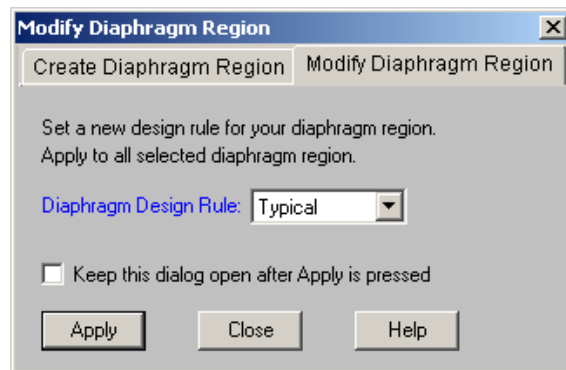 Modify Diaphragm Region
Create Diaphragm Region Modify Diaphragm Region
Set a new design rule for your diaphragm region.
Apply to all selected diaphragm region.
Diaphragm Design Rule: Typical
Keep this dialog open after Apply is pressed
Apply Close Help